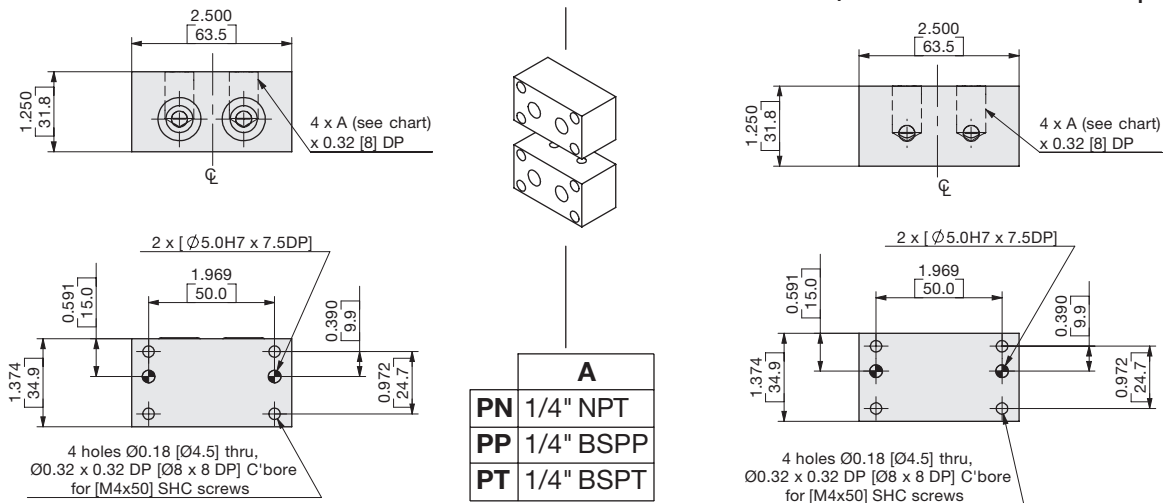 2.500
63.5
1.250
31.8
4 x A (see chart)
x 0.32 [8] DP
℄
2 x [ ∅5.0H7 x 7.5DP]
1.969
50.0
0.591
15.0
0.390
9.9
1.374
34.9
0.972
24.7
4 holes Ø0.18 [Ø4.5] thru,
Ø0.32 x 0.32 DP [Ø8 x 8 DP] C'bore
for [M4x50] SHC screws
A
PN 1/4" NPT
PP 1/4" BSPP
PT 1/4" BSPT
2.500
63.5
1.250
31.8
4 x A (see chart)
x 0.32 [8] DP
℄
2 x [ ∅5.0H7 x 7.5DP]
1.969
50.0
0.591
15.0
0.390
9.9
1.374
34.9
0.972
24.7
4 holes Ø0.18 [Ø4.5] thru,
Ø0.32 x 0.32 DP [Ø8 x 8 DP] C'bore
for [M4x50] SHC screws